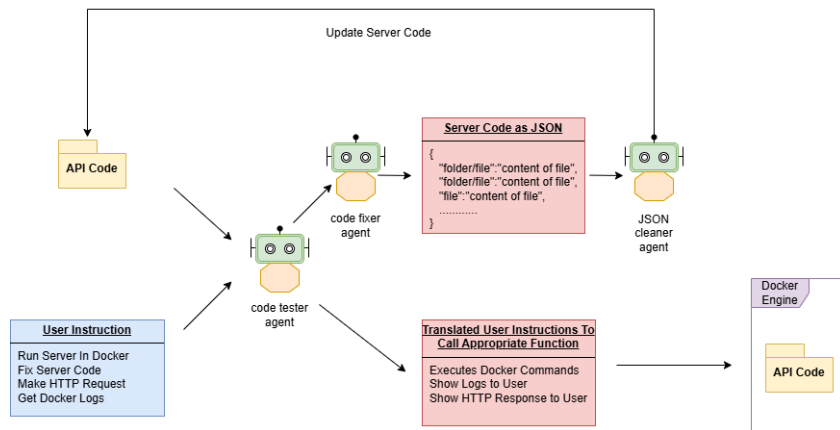 Update Server Code
API Code
code fixer
agent
Server Code as JSON
{
"folder/file":"content of file",
"folder/file":"content of file",
"file":"content of file",
............
}
JSON
cleaner
agent
code tester
agent
User Instruction
Run Server In Docker
Fix Server Code
Make HTTP Request
Get Docker Logs
Translated User Instructions To
Call Appropriate Function
Executes Docker Commands
Show Logs to User
Show HTTP Response to User
Docker
Engine
API Code